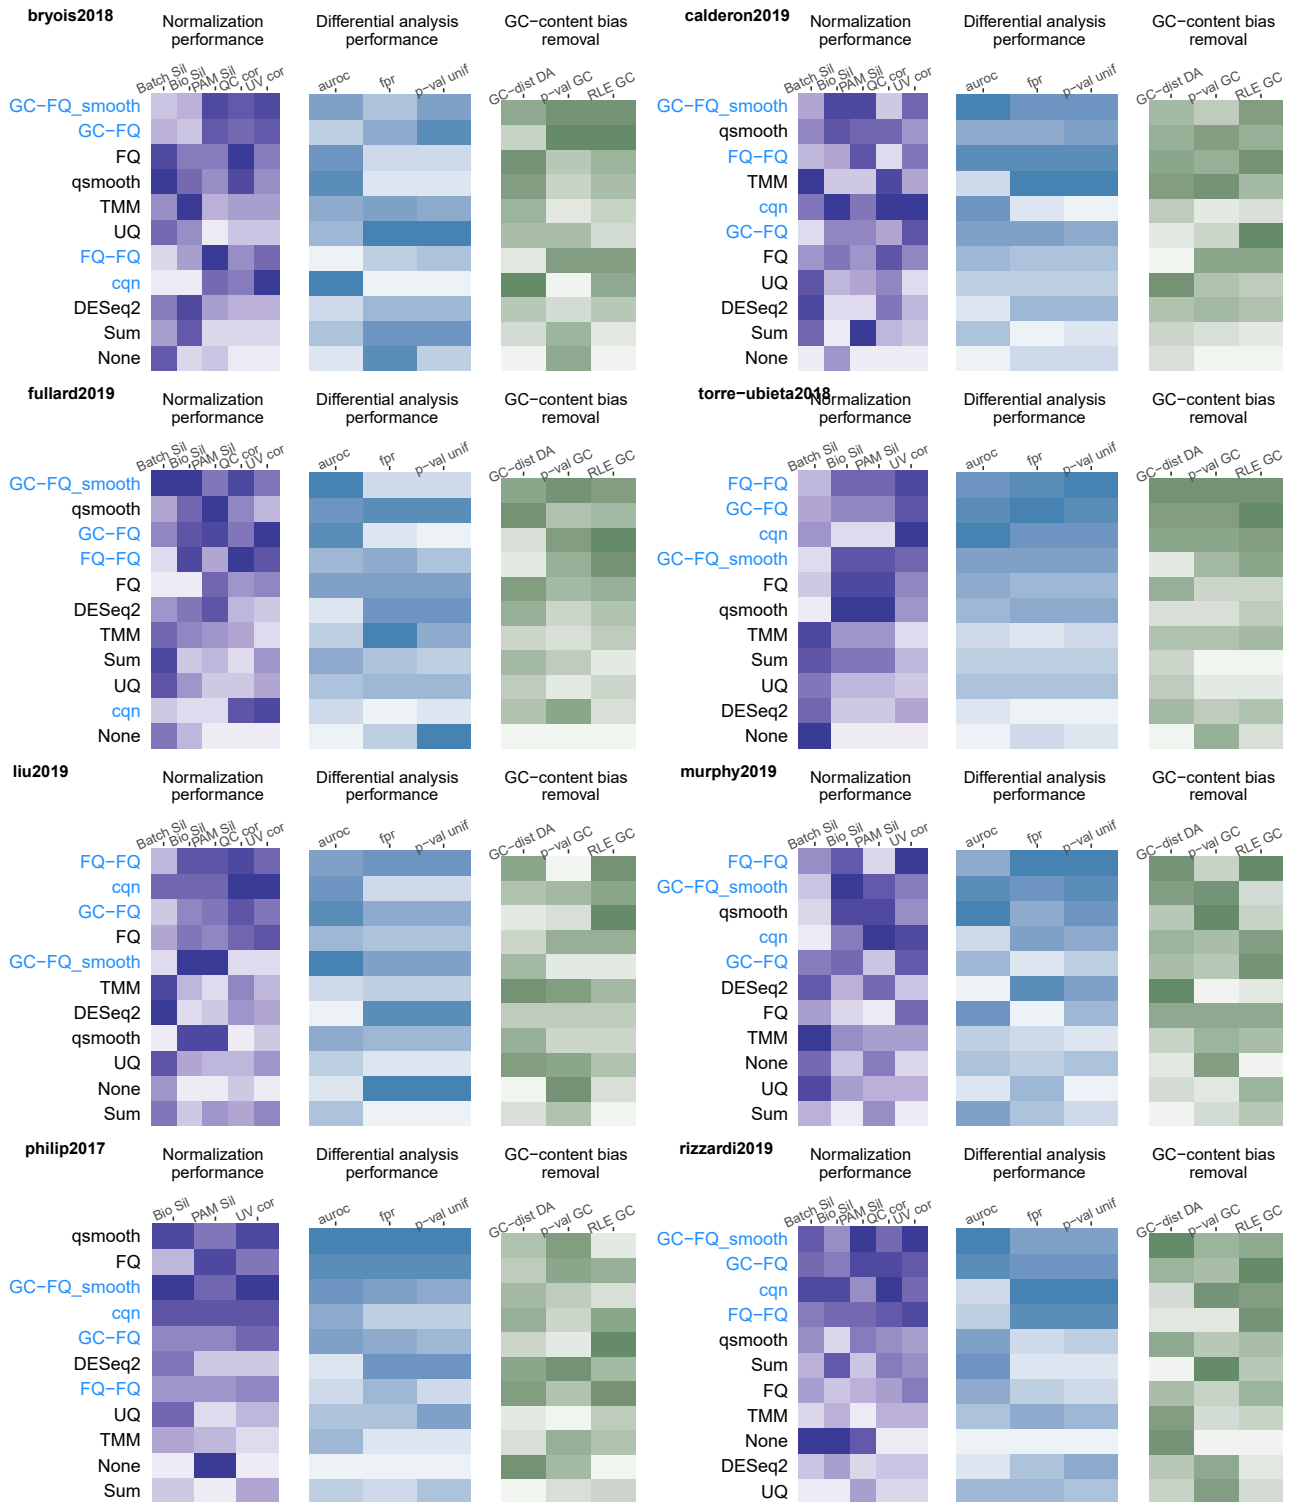 bryois2018
Normalization
performance
Differential analysis
performance
GC−content bias
removal
Batch Sil
Bio Sil
PAM Sil
QC cor
UV cor
auroc
fpr
p−val unif
GC−dist DA
p−val GC
RLE GC
GC−FQ_smooth
GC−FQ
FQ
qsmooth
TMM
UQ
FQ−FQ
cqn
DESeq2
Sum
None
calderon2019
Normalization
performance
Differential analysis
performance
GC−content bias
removal
Batch Sil
Bio Sil
PAM Sil
QC cor
UV cor
auroc
fpr
p−val unif
GC−dist DA
p−val GC
RLE GC
GC−FQ_smooth
qsmooth
FQ−FQ
TMM
cqn
GC−FQ
FQ
UQ
DESeq2
Sum
None
fullard2019
Normalization
performance
Differential analysis
performance
GC−content bias
removal
Batch Sil
Bio Sil
PAM Sil
QC cor
UV cor
auroc
fpr
p−val unif
GC−dist DA
p−val GC
RLE GC
GC−FQ_smooth
qsmooth
GC−FQ
FQ−FQ
FQ
DESeq2
TMM
Sum
UQ
cqn
None
torre−ubieta2018
Normalization
performance
Differential analysis
performance
GC−content bias
removal
Batch Sil
Bio Sil
PAM Sil
UV cor
auroc
fpr
p−val unif
GC−dist DA
p−val GC
RLE GC
FQ−FQ
GC−FQ
cqn
GC−FQ_smooth
FQ
qsmooth
TMM
Sum
UQ
DESeq2
None
liu2019
Normalization
performance
Differential analysis
performance
GC−content bias
removal
Batch Sil
Bio Sil
PAM Sil
QC cor
UV cor
auroc
fpr
p−val unif
GC−dist DA
p−val GC
RLE GC
FQ−FQ
cqn
GC−FQ
FQ
GC−FQ_smooth
TMM
DESeq2
qsmooth
UQ
None
Sum
murphy2019
Normalization
performance
Differential analysis
performance
GC−content bias
removal
Batch Sil
Bio Sil
PAM Sil
UV cor
auroc
fpr
p−val unif
GC−dist DA
p−val GC
RLE GC
FQ−FQ
GC−FQ_smooth
qsmooth
cqn
GC−FQ
DESeq2
FQ
TMM
None
UQ
Sum
philip2017
Normalization
performance
Differential analysis
performance
GC−content bias
removal
Bio Sil
PAM Sil
UV cor
auroc
fpr
p−val unif
GC−dist DA
p−val GC
RLE GC
qsmooth
FQ
GC−FQ_smooth
cqn
GC−FQ
DESeq2
FQ−FQ
UQ
TMM
None
Sum
rizzardi2019
Normalization
performance
Differential analysis
performance
GC−content bias
removal
Batch Sil
Bio Sil
PAM Sil
QC cor
UV cor
auroc
fpr
p−val unif
GC−dist DA
p−val GC
RLE GC
GC−FQ_smooth
GC−FQ
cqn
FQ−FQ
qsmooth
Sum
FQ
TMM
None
DESeq2
UQ